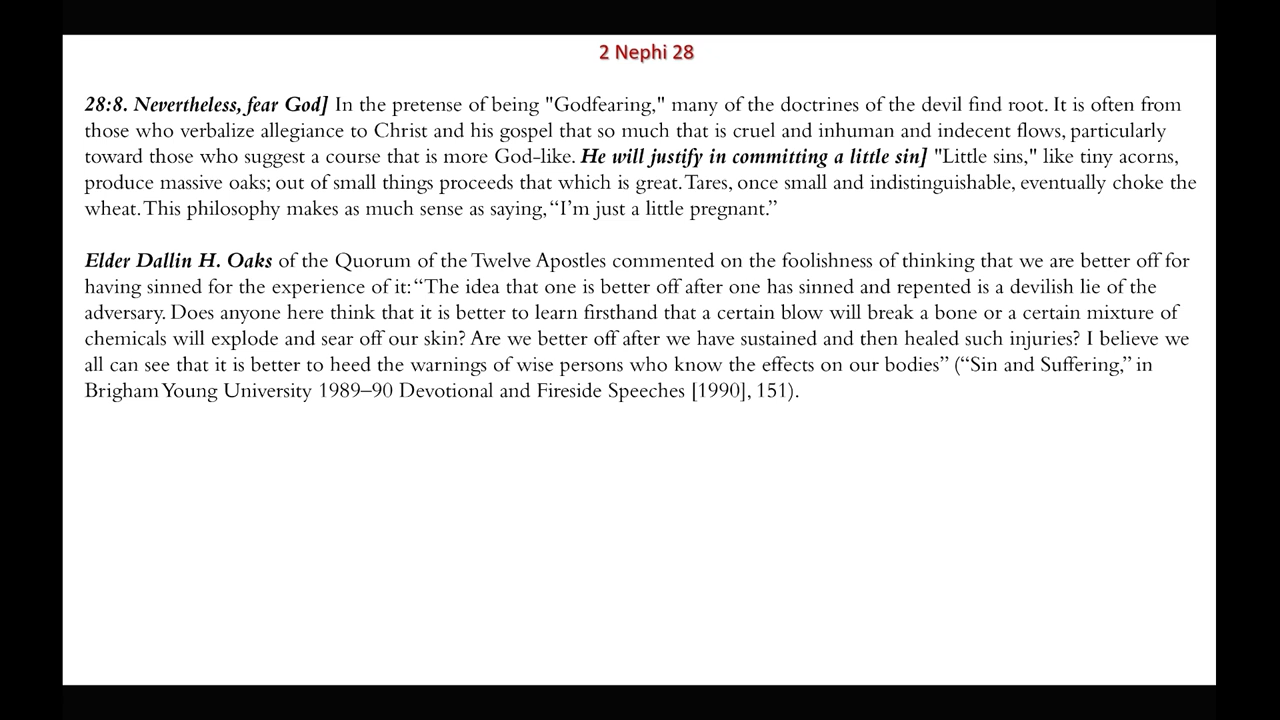 2 Nephi 28
28:8. Nevertheless, fear God] In the pretense of being "Godfearing," many of the doctrines of the devil find root. It is often from
those who verbalize allegiance to Christ and his gospel that so much that is cruel and inhuman and indecent flows, particularly
toward those who suggest a course that is more God-like. He will justify in committing a little sin] "Little sins," like tiny acorns,
produce massive oaks; out of small things proceeds that which is great. Tares, once small and indistinguishable, eventually choke the
wheat. This philosophy makes as much sense as saying, “I’m just a little pregnant.”
Elder Dallin H. Oaks of the Quorum of the Twelve Apostles commented on the foolishness of thinking that we are better off for
having sinned for the experience of it: “The idea that one is better off after one has sinned and repented is a devilish lie of the
adversary. Does anyone here think that it is better to learn firsthand that a certain blow will break a bone or a certain mixture of
chemicals will explode and sear off our skin? Are we better off after we have sustained and then healed such injuries? I believe we
all can see that it is better to heed the warnings of wise persons who know the effects on our bodies” (“Sin and Suffering,” in
Brigham Young University 1989–90 Devotional and Fireside Speeches [1990], 151).